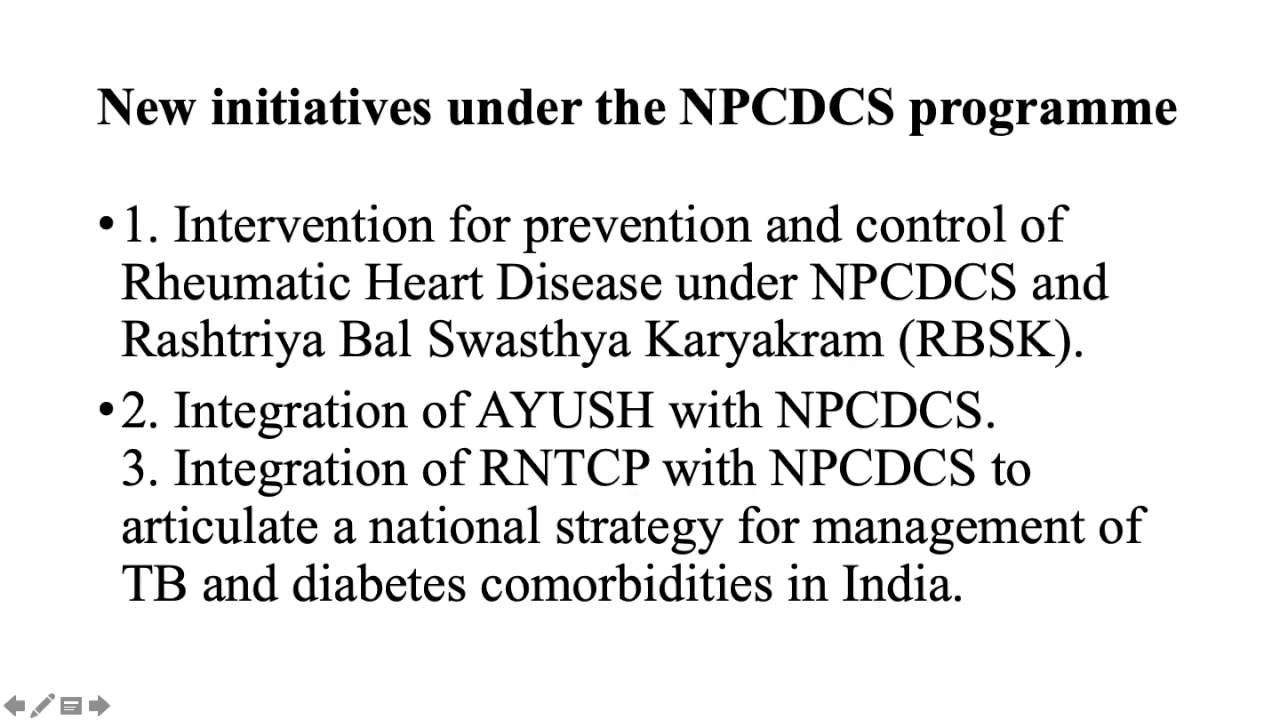 New initiatives under the NPCDCS programme
• 1. Intervention for prevention and control of
Rheumatic Heart Disease under NPCDCS and
Rashtriya Bal Swasthya Karyakram (RBSK).
• 2. Integration of AYUSH with NPCDCS.
3. Integration of RNTCP with NPCDCS to
articulate a national strategy for management of
TB and diabetes comorbidities in India.